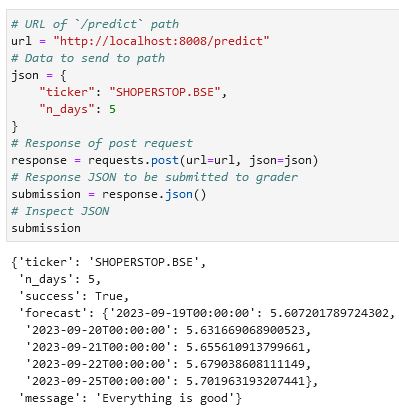 # URL of `/predict` path
url = "http://localhost:8008/predict"
# Data to send to path
json = {
    "ticker": "SHOPERSTOP.BSE",
    "n_days": 5
}
# Response of post request
response = requests.post(url=url, json=json)
# Response JSON to be submitted to grader
submission = response.json()
# Inspect JSON
submission
{'ticker': 'SHOPERSTOP.BSE',
 'n_days': 5,
 'success': True,
 'forecast': {'2023-09-19T00:00:00': 5.607201789724302,
  '2023-09-20T00:00:00': 5.631669068900523,
  '2023-09-21T00:00:00': 5.655610913799661,
  '2023-09-22T00:00:00': 5.679038608111149,
  '2023-09-25T00:00:00': 5.701963193207441},
 'message': 'Everything is good'}